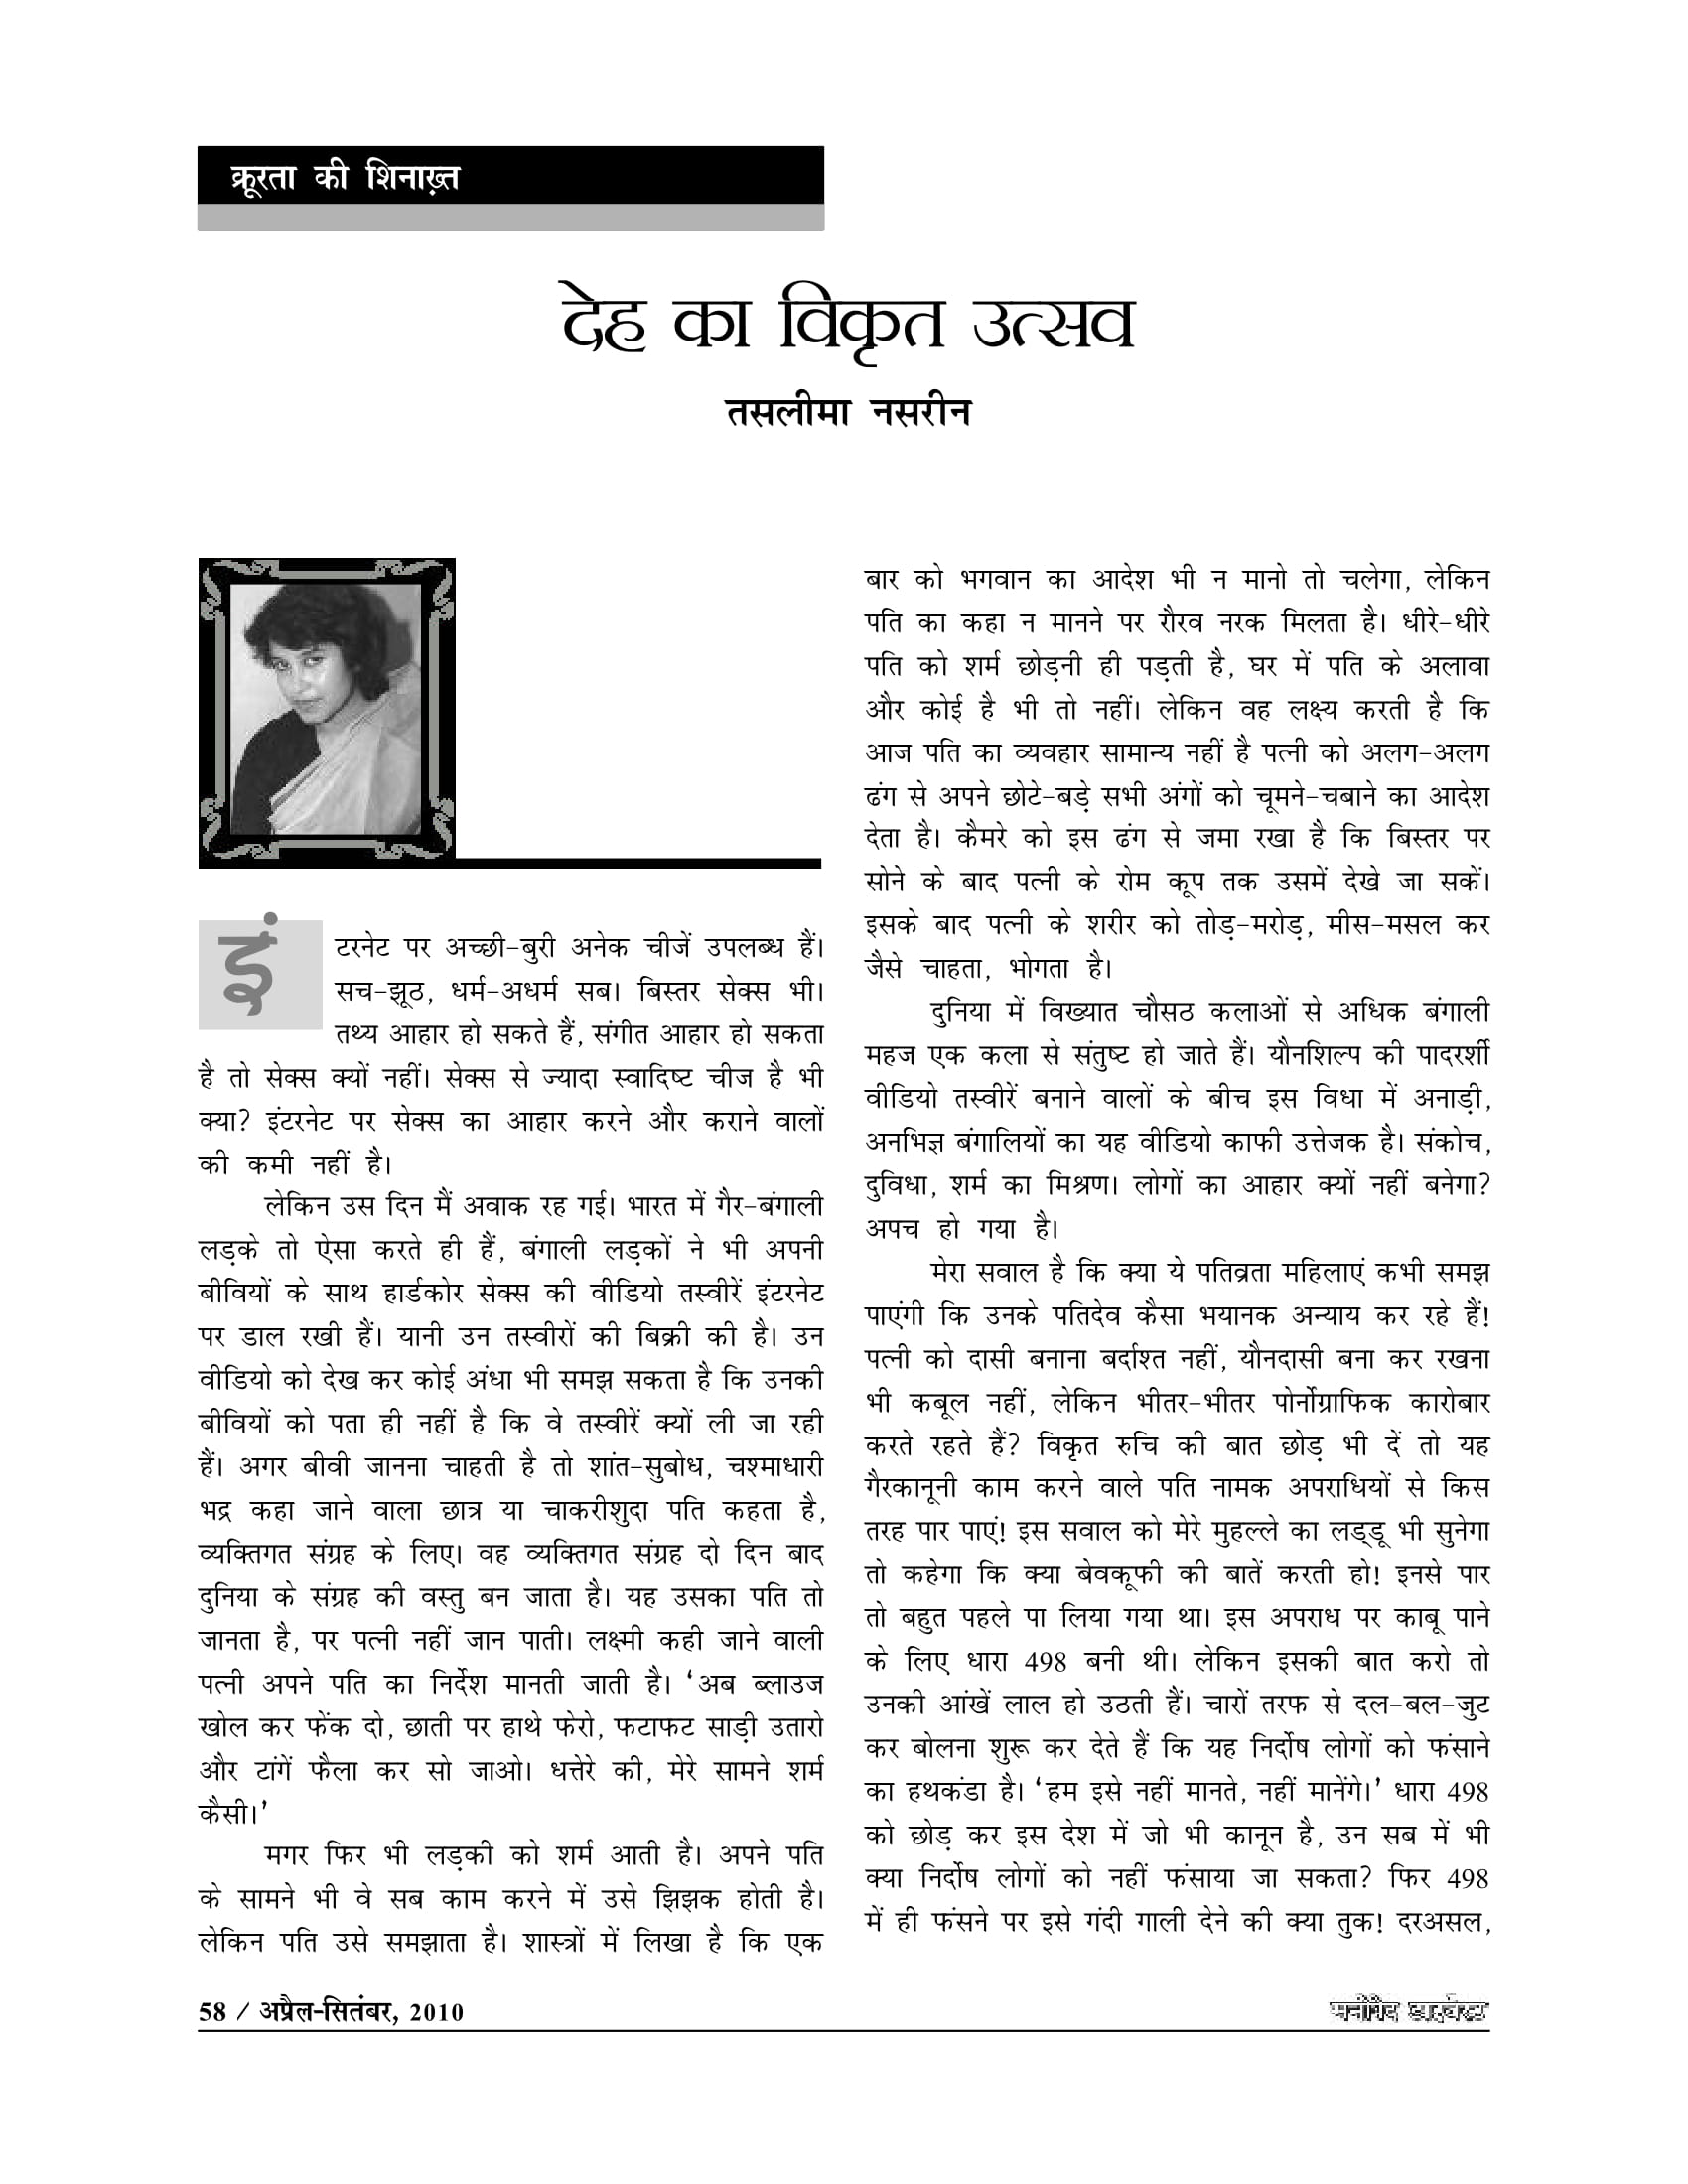 क्रूरता की शिनाख़्त
देह का विकृत उत्सव
तसलीमा नसरीन
इंटरनेट पर अच्छी-बुरी अनेक चीजें उपलब्ध हैं।
सच-झूठ, धर्म-अधर्म सब। बिस्तर सेक्स भी।
तथ्य आहार हो सकते हैं, संगीत आहार हो सकता
है तो सेक्स क्यों नहीं। सेक्स से ज्यादा स्वादिष्ट चीज है भी
क्या? इंटरनेट पर सेक्स का आहार करने और कराने वालों
की कमी नहीं है।
लेकिन उस दिन मैं अवाक रह गई। भारत में गैर-बंगाली
लड़के तो ऐसा करते ही हैं, बंगाली लड़कों ने भी अपनी
बीवियों के साथ हार्डकोर सेक्स की वीडियो तस्वीरें इंटरनेट
पर डाल रखी हैं। यानी उन तस्वीरों की बिक्री की है। उन
वीडियो को देख कर कोई अंधा भी समझ सकता है कि उनकी
बीवियों को पता ही नहीं है कि वे तस्वीरें क्यों ली जा रही
हैं। अगर बीवी जानना चाहती है तो शांत-सुबोध, चश्माधारी
भद्र कहा जाने वाला छात्र या चाकरीशुदा पति कहता है,
व्यक्तिगत संग्रह के लिए। वह व्यक्तिगत संग्रह दो दिन बाद
दुनिया के संग्रह की वस्तु बन जाता है। यह उसका पति तो
जानता है, पर पत्नी नहीं जान पाती। लक्ष्मी कही जाने वाली
पत्नी अपने पति का निर्देश मानती जाती है। ‘अब ब्लाउज
खोल कर फेंक दो, छाती पर हाथे फेरो, फटाफट साड़ी उतारो
और टांगें फैला कर सो जाओ। धत्तेरे की, मेरे सामने शर्म
कैसी।’
मगर फिर भी लड़की को शर्म आती है। अपने पति
के सामने भी वे सब काम करने में उसे झिझक होती है।
लेकिन पति उसे समझाता है। शास्त्रों में लिखा है कि एक
बार को भगवान का आदेश भी न मानो तो चलेगा, लेकिन
पति का कहा न मानने पर रौरव नरक मिलता है। धीरे-धीरे
पति को शर्म छोड़नी ही पड़ती है, घर में पति के अलावा
और कोई है भी तो नहीं। लेकिन वह लक्ष्य करती है कि
आज पति का व्यवहार सामान्य नहीं है पत्नी को अलग-अलग
ढंग से अपने छोटे-बड़े सभी अंगों को चूमने-चबाने का आदेश
देता है। कैमरे को इस ढंग से जमा रखा है कि बिस्तर पर
सोने के बाद पत्नी के रोम कूप तक उसमें देखे जा सकें।
इसके बाद पत्नी के शरीर को तोड़-मरोड़, मीस-मसल कर
जैसे चाहता, भोगता है।
दुनिया में विख्यात चौसठ कलाओं से अधिक बंगाली
महज एक कला से संतुष्ट हो जाते हैं। यौनशिल्प की पादरर्शी
वीडियो तस्वीरें बनाने वालों के बीच इस विधा में अनाड़ी,
अनभिज्ञ बंगालियों का यह वीडियो काफी उत्तेजक है। संकोच,
दुविधा, शर्म का मिश्रण। लोगों का आहार क्यों नहीं बनेगा?
अपच हो गया है।
मेरा सवाल है कि क्या ये पतिव्रता महिलाएं कभी समझ
पाएंगी कि उनके पतिदेव कैसा भयानक अन्याय कर रहे हैं!
पत्नी को दासी बनाना बर्दाश्त नहीं, यौनदासी बना कर रखना
भी कबूल नहीं, लेकिन भीतर-भीतर पोर्नोग्राफिक कारोबार
करते रहते हैं? विकृत रुचि की बात छोड़ भी दें तो यह
गैरकानूनी काम करने वाले पति नामक अपराधियों से किस
तरह पार पाएं! इस सवाल को मेरे मुहल्ले का लड्डू भी सुनेगा
तो कहेगा कि क्या बेवकूफी की बातें करती हो! इनसे पार
तो बहुत पहले पा लिया गया था। इस अपराध पर काबू पाने
के लिए धारा 498 बनी थी। लेकिन इसकी बात करो तो
उनकी आंखें लाल हो उठती हैं। चारों तरफ से दल-बल-जुट
कर बोलना शुरू कर देते हैं कि यह निर्दोष लोगों को फंसाने
का हथकंडा है। ‘हम इसे नहीं मानते, नहीं मानेंगे।’ धारा 498
को छोड़ कर इस देश में जो भी कानून है, उन सब में भी
क्या निर्दोष लोगों को नहीं फंसाया जा सकता? फिर 498
में ही फंसने पर इसे गंदी गाली देने की क्या तुक! दरअसल,
58 / अप्रैल-सितंबर, 2010